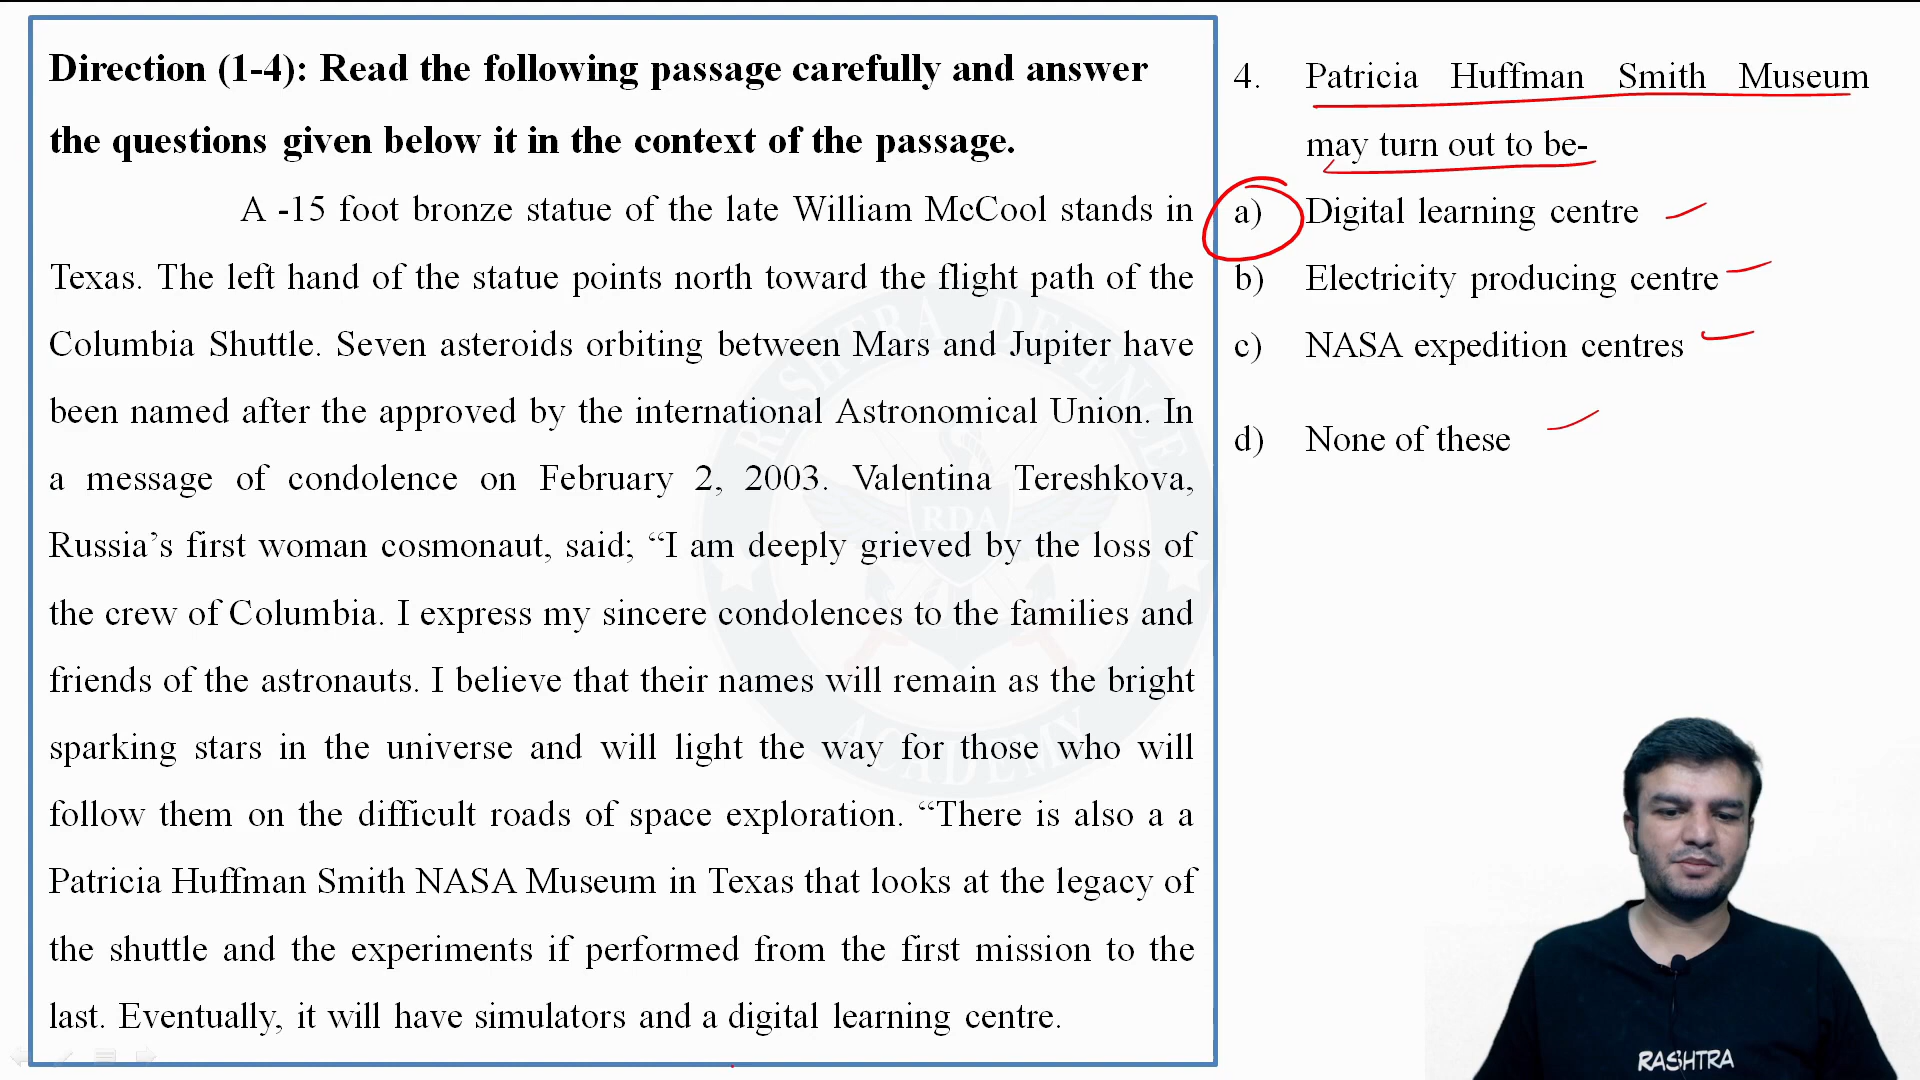 Direction (1-4): Read the following passage carefully and answer
the questions given below it in the context of the passage.
A -15 foot bronze statue of the late William McCool stands in
Texas. The left hand of the statue points north toward the flight path of the
Columbia Shuttle. Seven asteroids orbiting between Mars and Jupiter have
been named after the approved by the international Astronomical Union. In
a message of condolence on February 2, 2003. Valentina Tereshkova,
Russia’s first woman cosmonaut, said; “I am deeply grieved by the loss of
the crew of Columbia. I express my sincere condolences to the families and
friends of the astronauts. I believe that their names will remain as the bright
sparking stars in the universe and will light the way for those who will
follow them on the difficult roads of space exploration. “There is also a a
Patricia Huffman Smith NASA Museum in Texas that looks at the legacy of
the shuttle and the experiments if performed from the first mission to the
last. Eventually, it will have simulators and a digital learning centre.
4. Patricia Huffman Smith Museum
may turn out to be-
a) Digital learning centre
b) Electricity producing centre
c) NASA expedition centres
d) None of these
RASHTRA DEFENCE
RDA
ACADEMY
RASHTRA